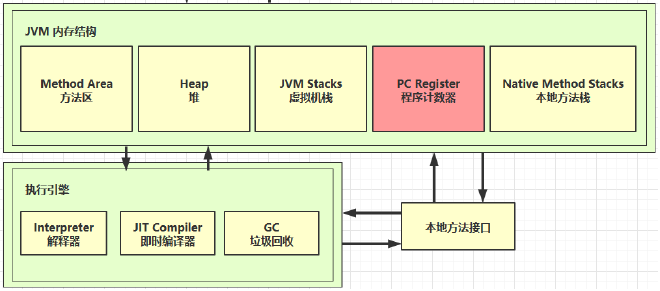 JVM 内存结构
Method Area
方法区
Heap
堆
JVM Stacks
虚拟机栈
PC Register
程序计数器
Native Method Stacks
本地方法栈
执行引擎
Interpreter
解释器
JIT Compiler
即时编译器
GC
垃圾回收
本地方法接口